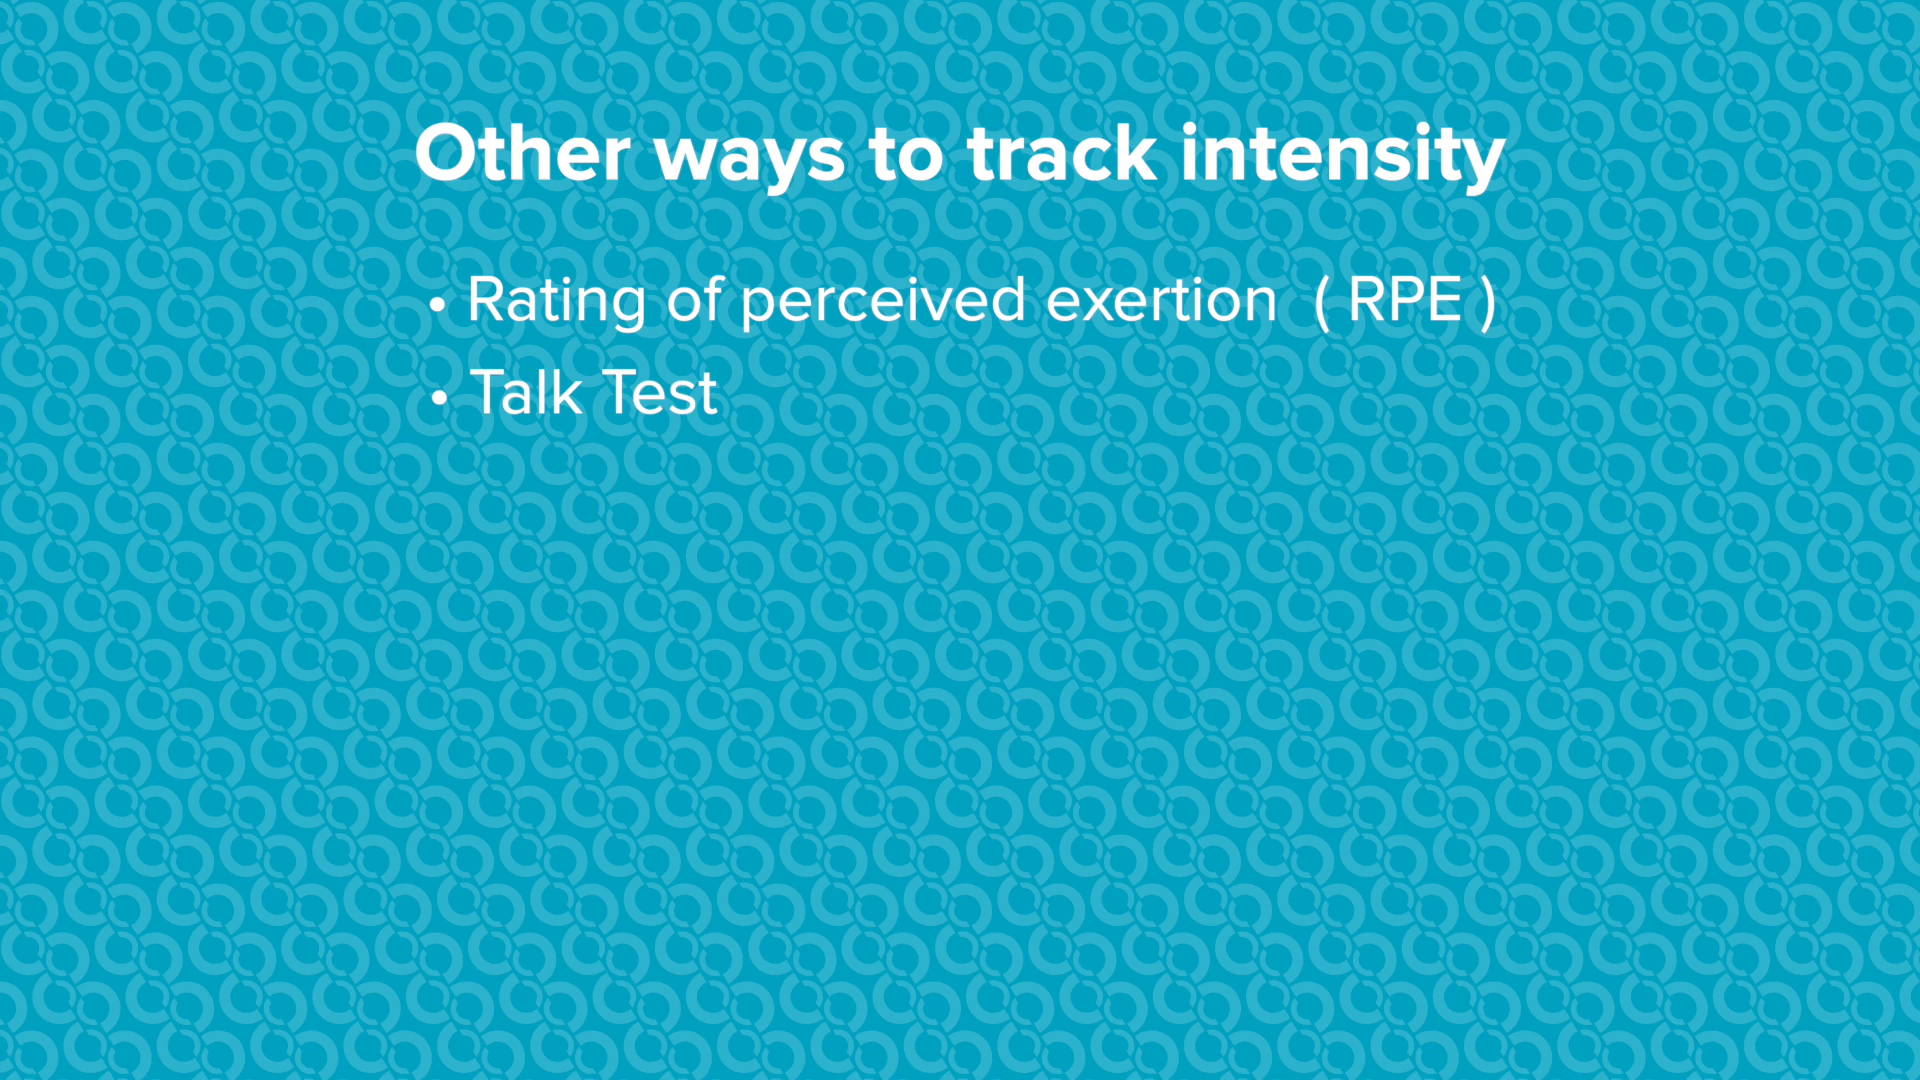 Other ways to track intensity
• Rating of perceived exertion ( RPE )
• Talk Test